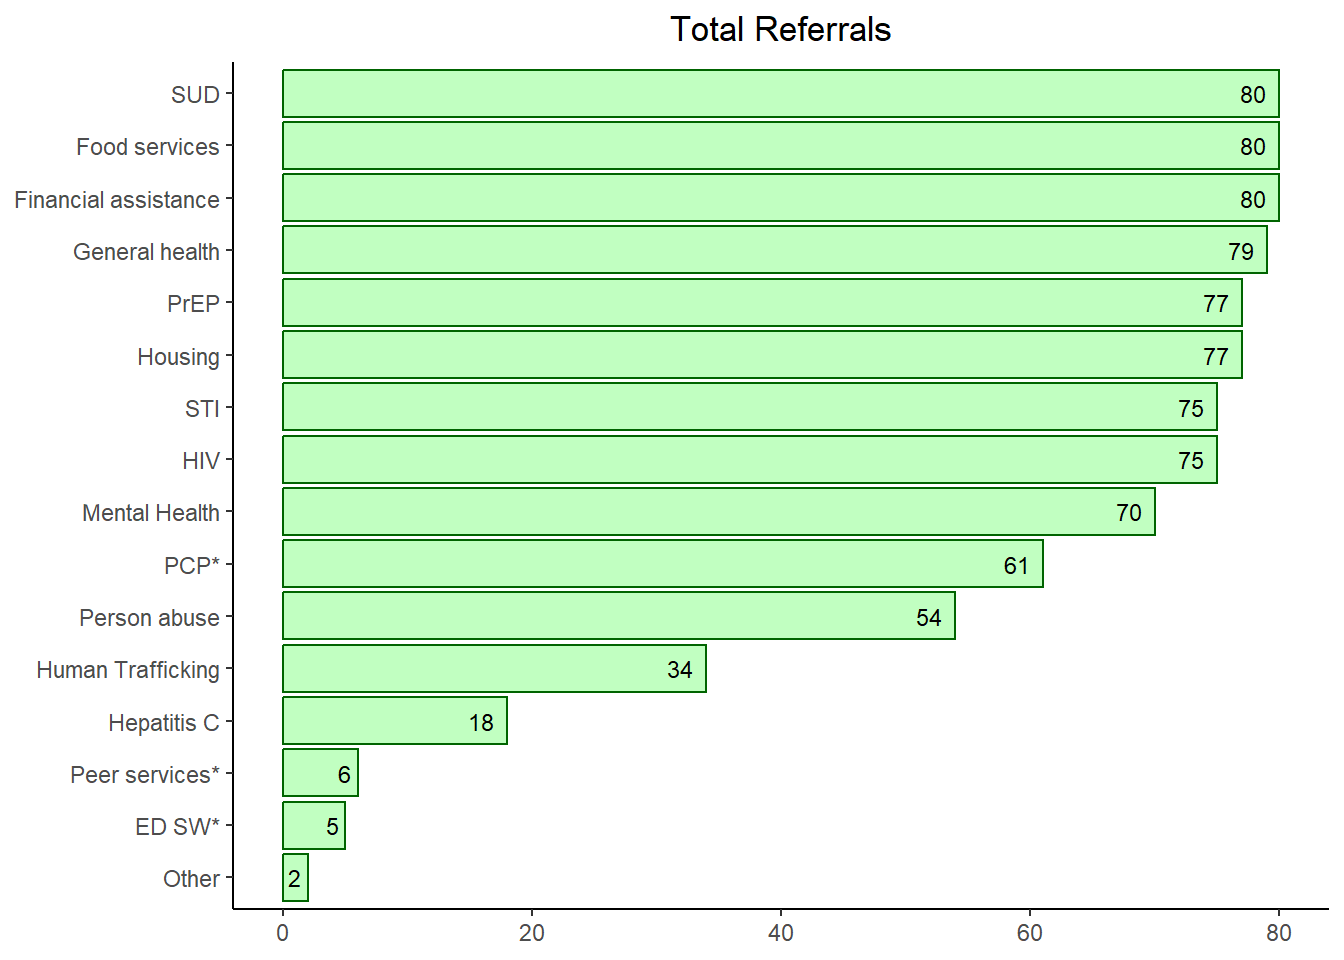 Total Referrals
SUD 80
Food services 80
Financial assistance 80
General health 79
PrEP 77
Housing 77
STI 75
HIV 75
Mental Health 70
PCP* 61
Person abuse 54
Human Trafficking 34
Hepatitis C 18
Peer services* 6
ED SW* 5
Other 2
0 20 40 60 80